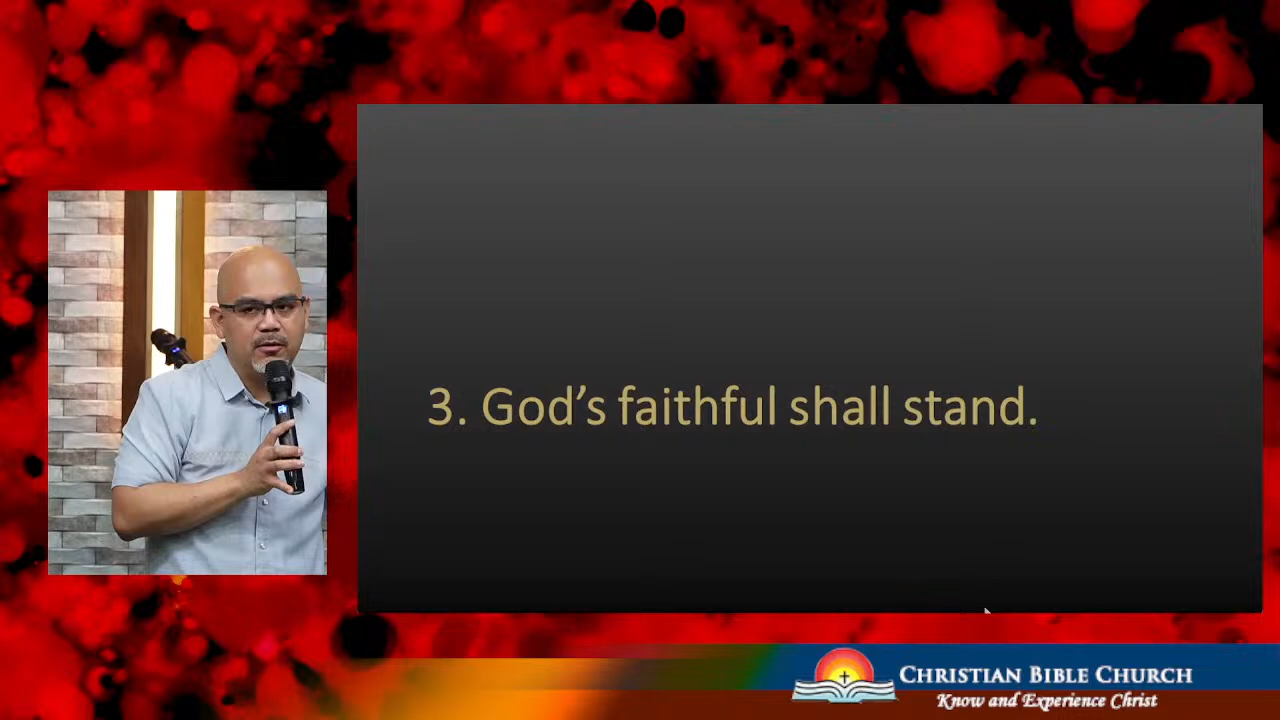 3. God’s faithful shall stand.
CHRISTIAN BIBLE CHURCH
Know and Experience Christ